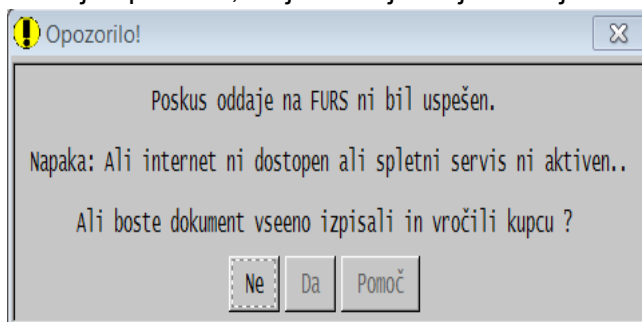 Opozorilo!
Poskus oddaje na FURS ni bil uspešen.
Napaka: Ali internet ni dostopen ali spletni servis ni aktiven..
Ali boste dokument vseeno izpisali in vročili kupcu ?
Ne Da Pomoč